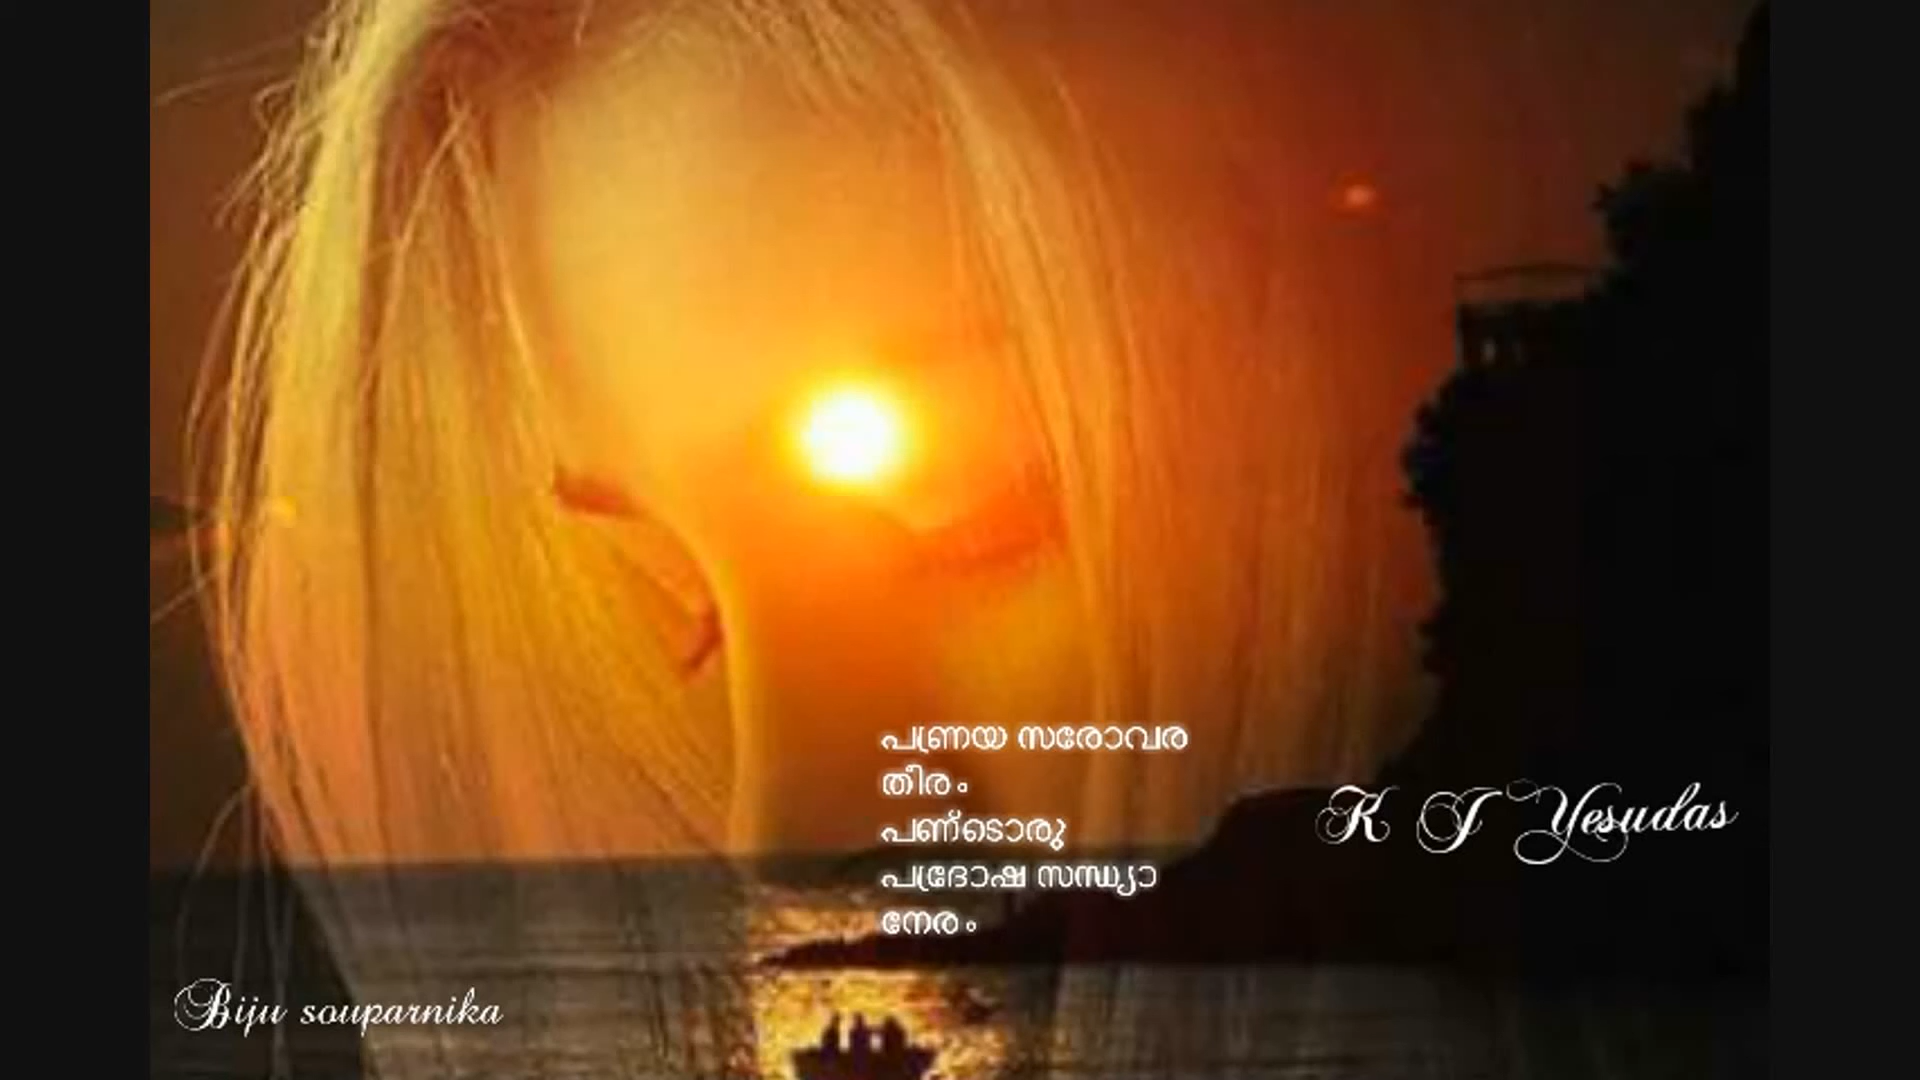 പ്രണയ സരോവര
തീരം
പണ്ടൊരു
പ്രദോഷ സന്ധ്യാ
നേരം
K J Yesudas
Biju souparnika